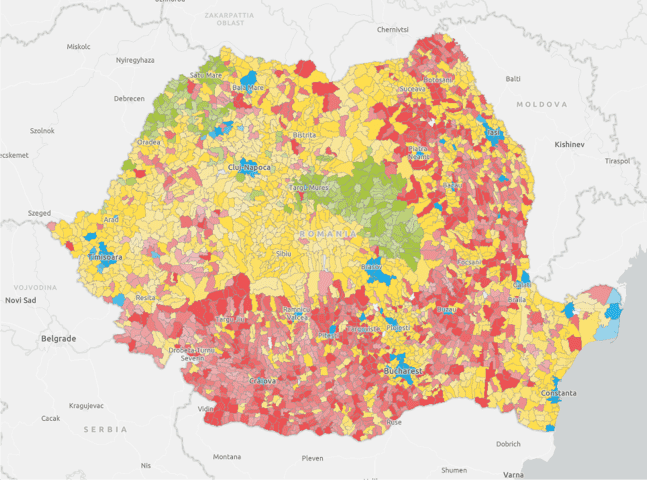 ZAKARPATTIA
OBLAST
Chernivtsi
Miskolc
Nyiregyhaza
Satu Mare
Botosani
Balti
Baia Mare
Suceava
Debrecen
MOLDOVA
Szolnok
Iasi
Oradea
Bistrita
Kishinev
Piatra
ecskemet
Tiraspol
Cluj Napoca
Targu Mures
Szeged
Arad
ROMANIA
Timisoara
Sibiu
Brasov
Focsani
VOJVODINA
Galati
Novi Sad
Resita
Braila
Ramnicu
Valcea
Buzau
Targu Jiu
Targoviste
Ploiesti
Belgrade
Drobeta-Turnu
Severin
Bucharest
Craiova
Constanta
Kragujevac
Vidin
Cacak
Ruse
SERBIA
Dobrich
Montana
Pleven
Nis
Shumen
Varna